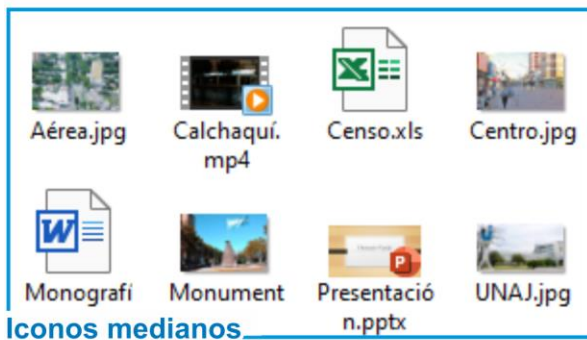 Aérea.jpg
Calchaquí.
mp4
Censo.xls
Centro.jpg
Monografí
Monument
Presentació
n.pptx
UNAJ.jpg
Iconos medianos